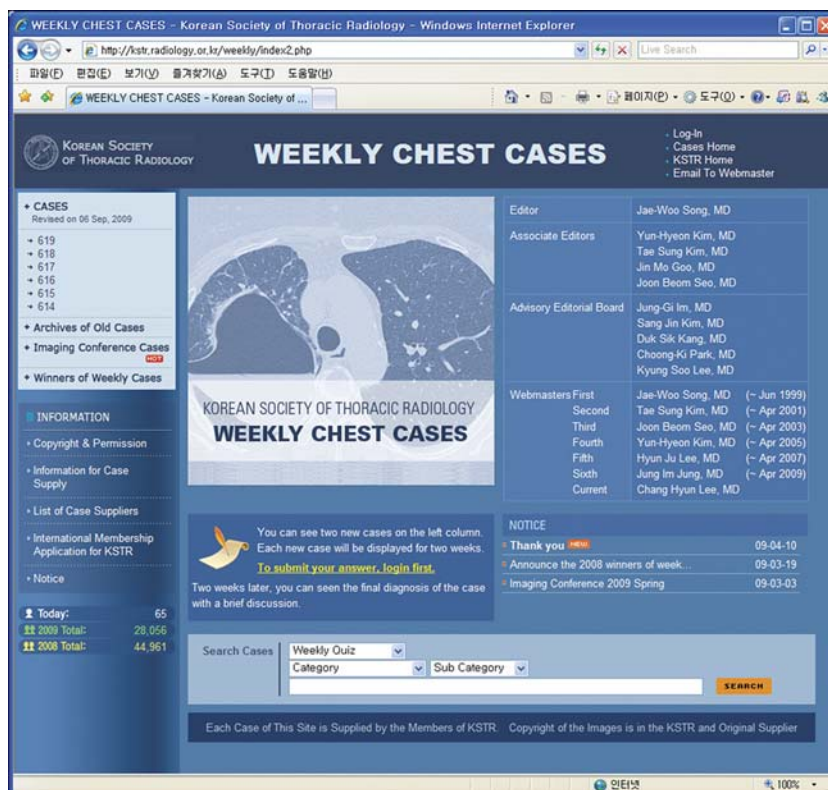 WEEKLY CHEST CASES - Korean Society of Thoracic Radiology - Windows Internet Explorer
http://kstr.radiology.or.kr/weekly/index2.php
Live Search
파일(F) 편집(E) 보기(V) 즐겨찾기(A) 도구(T) 도움말(H)
WEEKLY CHEST CASES - Korean Society of ...
페이지(P) 도구(O)
KOREAN SOCIETY
OF THORACIC RADIOLOGY
WEEKLY CHEST CASES
Log-In
Cases Home
KSTR Home
Email To Webmaster
CASES
Revised on 06 Sep, 2009
619
618
617
616
615
614
Archives of Old Cases
Imaging Conference Cases
HOT
Winners of Weekly Cases
INFORMATION
Copyright & Permission
Information for Case
Supply
List of Case Suppliers
International Membership
Application for KSTR
Notice
Today: 65
2009 Total: 28,056
2008 Total: 44,961
KOREAN SOCIETY OF THORACIC RADIOLOGY
WEEKLY CHEST CASES
Editor Jae-Woo Song, MD
Associate Editors Yun-Hyeon Kim, MD
Tae Sung Kim, MD
Jin Mo Goo, MD
Joon Beom Seo, MD
Advisory Editorial Board Jung-Gi Im, MD
Sang Jin Kim, MD
Duk Sik Kang, MD
Choong-Ki Park, MD
Kyung Soo Lee, MD
Webmasters First Jae-Woo Song, MD (~ Jun 1999)
Second Tae Sung Kim, MD (~ Apr 2001)
Third Joon Beom Seo, MD (~ Apr 2003)
Fourth Yun-Hyeon Kim, MD (~ Apr 2005)
Fifth Hyun Ju Lee, MD (~ Apr 2007)
Sixth Jung Im Jung, MD (~ Apr 2009)
Current Chang Hyun Lee, MD
You can see two new cases on the left column.
Each new case will be displayed for two weeks.
To submit your answer, login first.
Two weeks later, you can seen the final diagnosis of the case
with a brief discussion.
NOTICE
Thank you NEW 09-04-10
Announce the 2008 winners of week... 09-03-19
Imaging Conference 2009 Spring 09-03-03
Search Cases Weekly Quiz
Category Sub Category
SEARCH
Each Case of This Site is Supplied by the Members of KSTR. Copyright of the Images is in the KSTR and Original Supplier
인터넷 100%